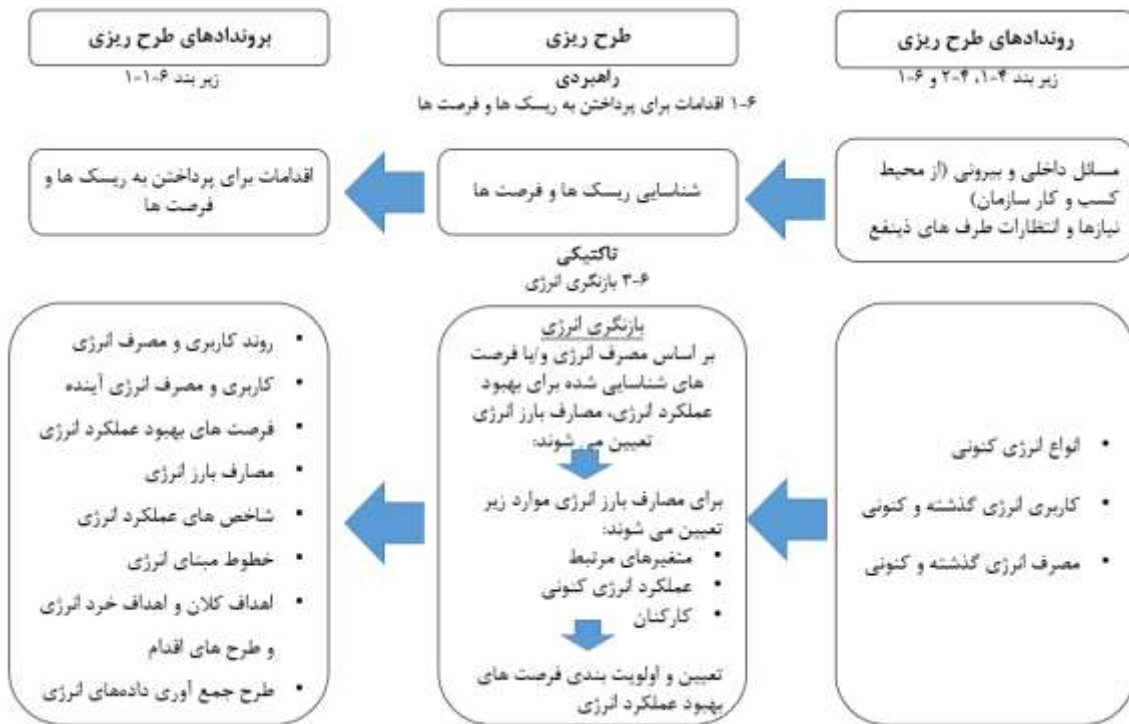 روندادهای طرح ریزی
زیر بند ۴-۱، ۴-۲ و ۶-۱
طرح ریزی
راهبردی
۶-۱ اقدامات برای پرداختن به ریسک ها و فرصت ها
بروندادهای طرح ریزی
زیر بند ۶-۱-۱
مسائل داخلی و بیرونی (از محیط
کسب و کار سازمان)
نیازها و انتظارات طرف های ذینفع
شناسایی ریسک ها و فرصت ها
اقدامات برای پرداختن به ریسک ها و
فرصت ها
تاکتیکی
۶-۳ بازنگری انرژی
• انواع انرژی کنونی
• کاربری انرژی گذشته و کنونی
• مصرف انرژی گذشته و کنونی
بازنگری انرژی
بر اساس مصرف انرژی و/یا فرصت
های شناسایی شده برای بهبود
عملکرد انرژی، مصارف بارز انرژی
تعیین می شوند:
برای مصارف بارز انرژی موارد زیر
تعیین می شوند:
• متغیرهای مرتبط
• عملکرد انرژی کنونی
• کارکنان
تعیین و اولویت بندی فرصت های
بهبود عملکرد انرژی
• روند کاربری و مصرف انرژی
• کاربری و مصرف انرژی آینده
• فرصت های بهبود عملکرد انرژی
• مصارف بارز انرژی
• شاخص های عملکرد انرژی
• خطوط مبنای انرژی
• اهداف کلان و اهداف خرد انرژی
و طرح های اقدام
• طرح جمع آوری داده‌های انرژی